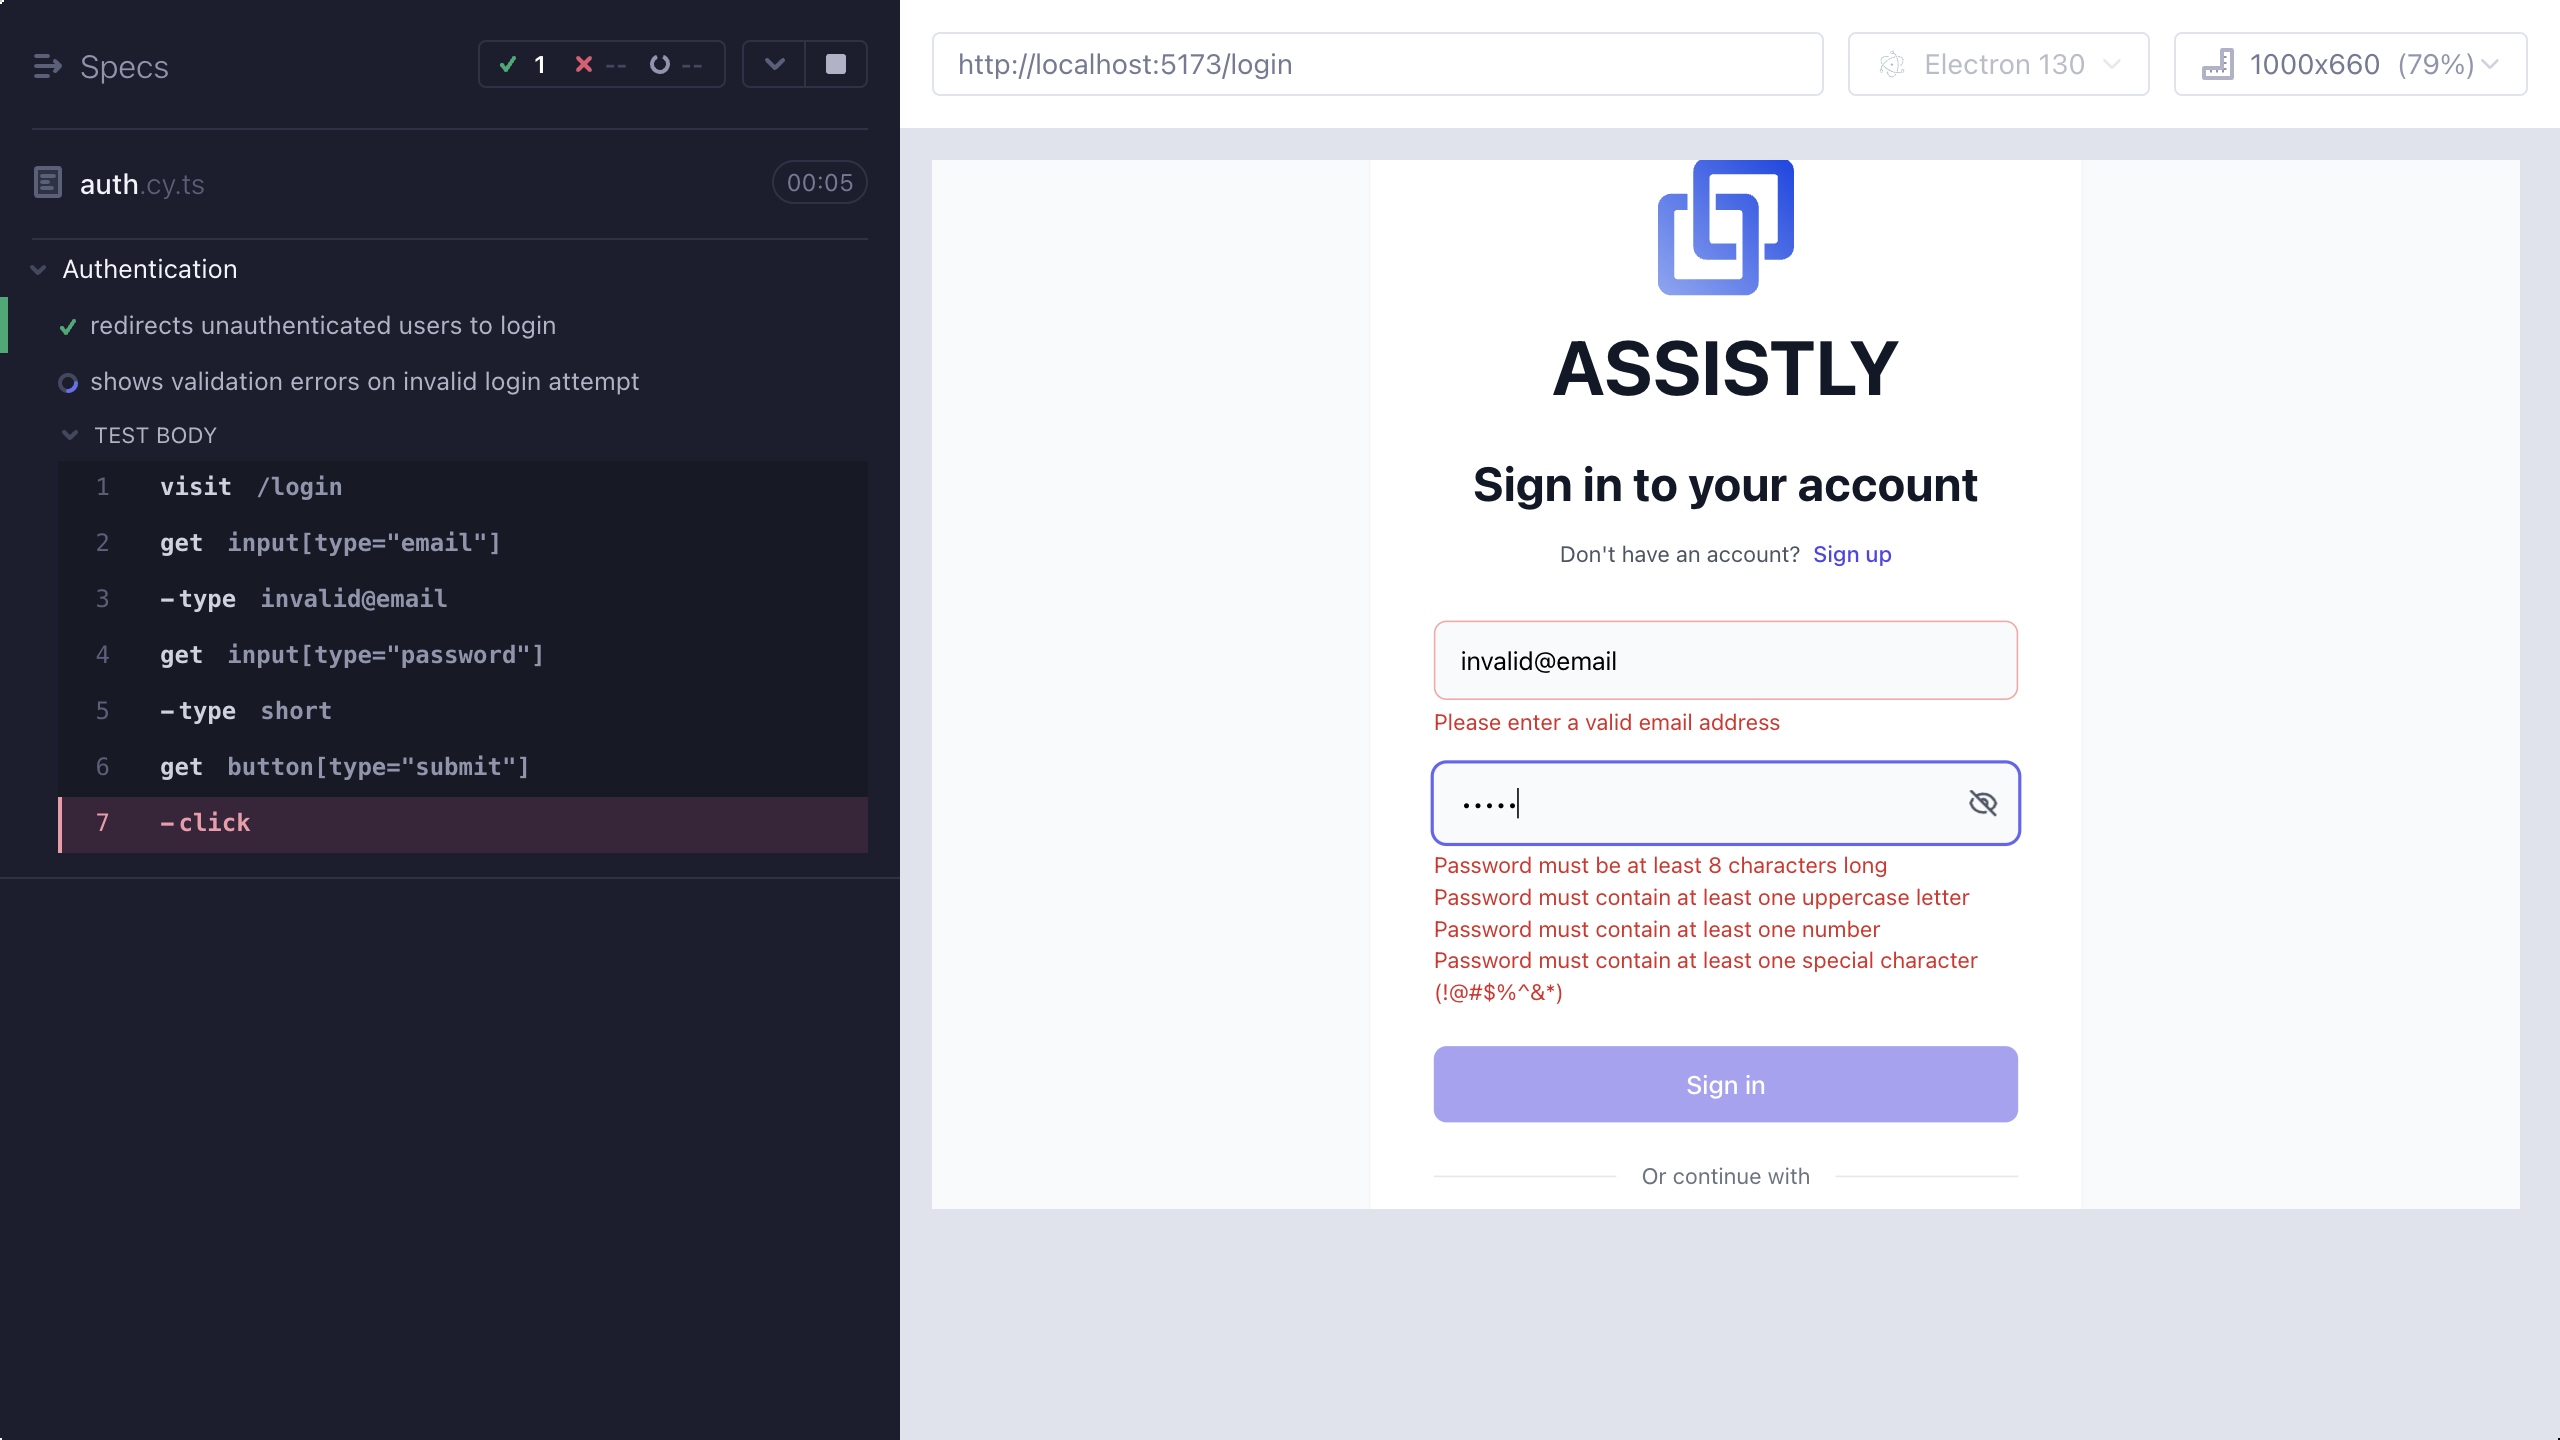 Specs
1 -- --
auth.cy.ts
00:05
Authentication
redirects unauthenticated users to login
shows validation errors on invalid login attempt
TEST BODY
1 visit /login
2 get input[type="email"]
3 -type invalid@email
4 get input[type="password"]
5 -type short
6 get button[type="submit"]
7 -click
http://localhost:5173/login
Electron 130
1000x660 (79%)
ASSISTLY
Sign in to your account
Don't have an account? Sign up
invalid@email
Please enter a valid email address
•••••
Password must be at least 8 characters long
Password must contain at least one uppercase letter
Password must contain at least one number
Password must contain at least one special character
(!@#$%^&*)
Sign in
Or continue with